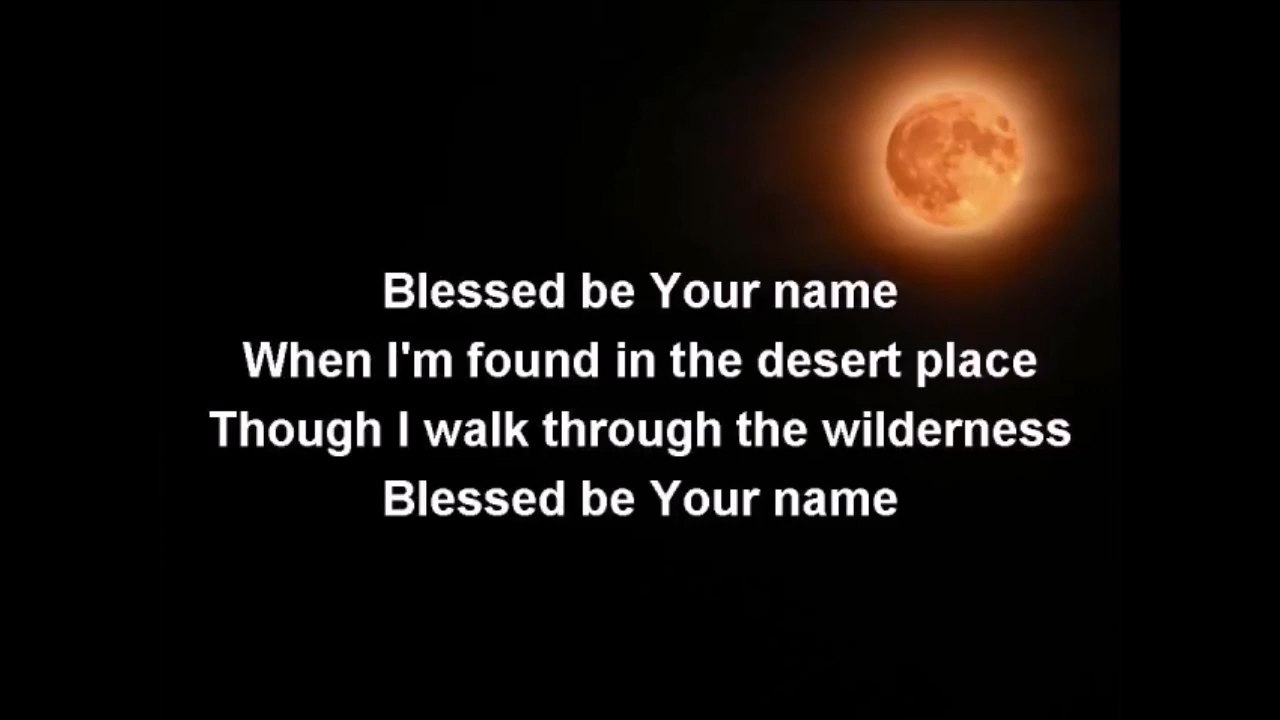 Blessed be Your name
When I'm found in the desert place
Though I walk through the wilderness
Blessed be Your name